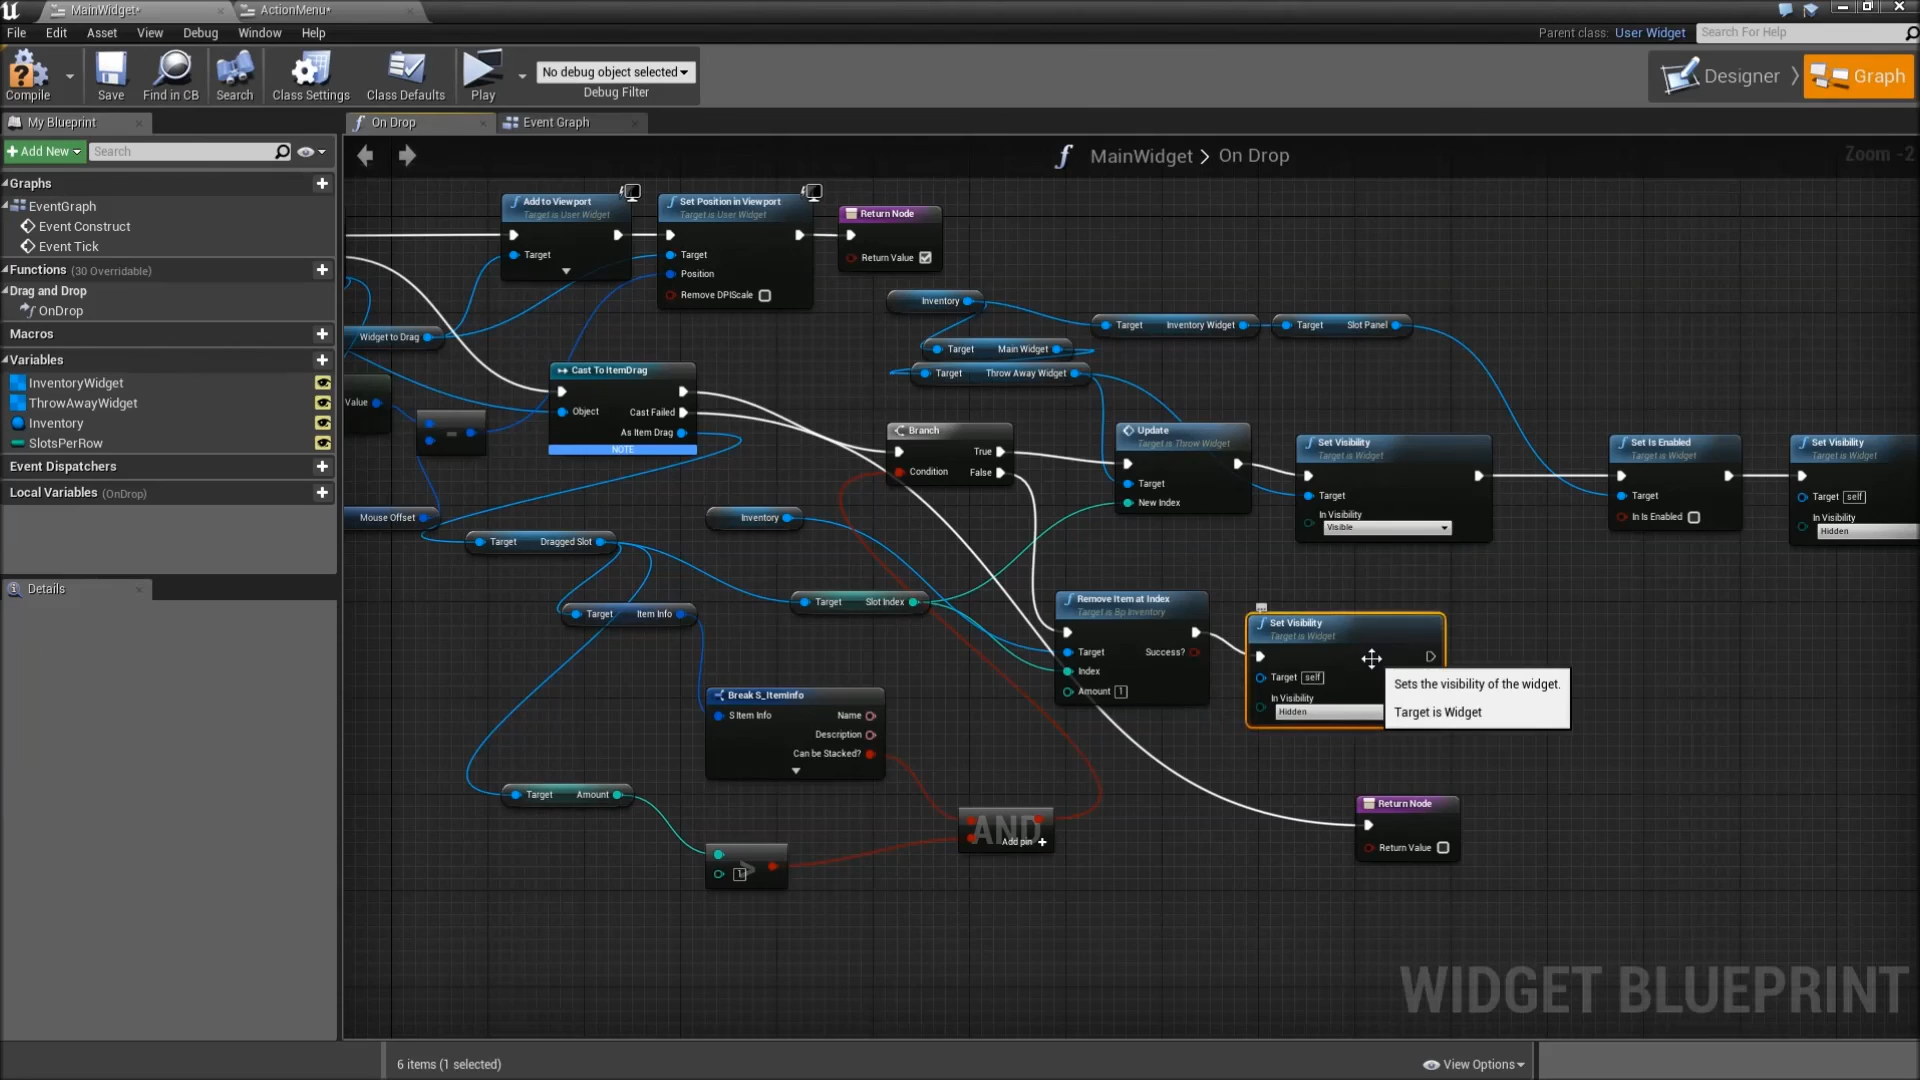 MainWidget*
ActionMenu*
File
Edit
Asset
View
Debug
Window
Help
Parent class: User Widget
Search For Help
Compile
Save
Find in CB
Search
Class Settings
Class Defaults
Play
No debug object selected
Debug Filter
Designer
Graph
My Blueprint
Add New
Search
Graphs
EventGraph
Event Construct
Event Tick
Functions (30 Overridable)
Drag and Drop
OnDrop
Macros
Variables
InventoryWidget
ThrowAwayWidget
Inventory
SlotsPerRow
Event Dispatchers
Local Variables (OnDrop)
Details
On Drop
Event Graph
MainWidget > On Drop
Zoom -2
Add to Viewport
Target is User Widget
Target
Set Position in Viewport
Target is User Widget
Target
Position
Remove DPIScale
Return Node
Return Value
Inventory
Target Inventory Widget
Target Slot Panel
Target Main Widget
Target Throw Away Widget
Widget to Drag
Value
Cast To ItemDrag
Object
Cast Failed
As Item Drag
NOTE
Branch
Condition
True
False
Update
Target is Throw Widget
Target
New Index
Set Visibility
Target is Widget
Target
In Visibility
Visible
Set Is Enabled
Target is Widget
Target
In Is Enabled
Set Visibility
Target is Widget
Target self
In Visibility
Hidden
Mouse Offset
Inventory
Target Dragged Slot
Target Slot Index
Target Item Info
Remove Item at Index
Target is Bp Inventory
Target
Success?
Index
Amount 1
Set Visibility
Target is Widget
Target self
In Visibility
Hidden
Sets the visibility of the widget.
Target is Widget
Break S_ItemInfo
S Item Info
Name
Description
Can be Stacked?
Target Amount
>
1
AND
Add pin +
Return Node
Return Value
WIDGET BLUEPRINT
6 items (1 selected)
View Options